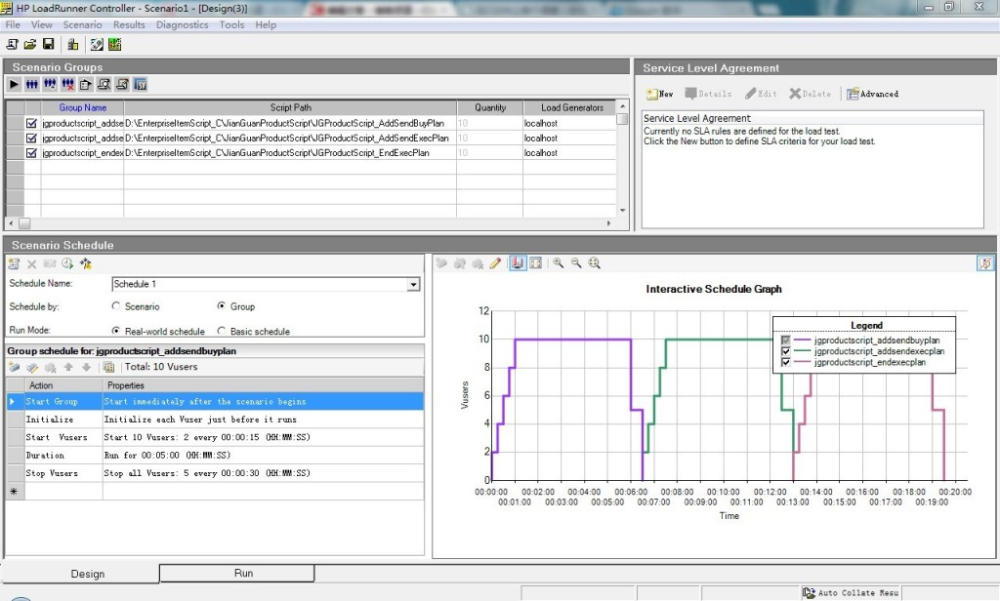 HP LoadRunner Controller - Scenario1 - [Design(3)]
File View Scenario Results Diagnostics Tools Help
Scenario Groups
Group Name Script Path Quantity Load Generators
jgproductscript_addse D:\EnterpriseItemScript_C\JianGuanProductScript\JGProductScript_AddSendBuyPlan 10 localhost
jgproductscript_addse D:\EnterpriseItemScript_C\JianGuanProductScript\JGProductScript_AddSendExecPlan 10 localhost
jgproductscript_endex D:\EnterpriseItemScript_C\JianGuanProductScript\JGProductScript_EndExecPlan 10 localhost
Service Level Agreement
New Details Edit Delete Advanced
Service Level Agreement
Currently no SLA rules are defined for the load test.
Click the New button to define SLA criteria for your load test.
Scenario Schedule
Schedule Name: Schedule 1
Schedule by: Scenario Group
Run Mode: Real-world schedule Basic schedule
Group schedule for: jgproductscript_addsendbuyplan
Total: 10 Vusers
Action Properties
Start Group Start immediately after the scenario begins
Initialize Initialize each Vuser just before it runs
Start Vusers Start 10 Vusers: 2 every 00:00:15 (HH:MM:SS)
Duration Run for 00:05:00 (HH:MM:SS)
Stop Vusers Stop all Vusers: 5 every 00:00:30 (HH:MM:SS)
*
Interactive Schedule Graph
Legend
jgproductscript_addsendbuyplan
jgproductscript_addsendexecplan
jgproductscript_endexecplan
Vusers
12
10
8
6
4
2
0
00:00:00 00:02:00 00:04:00 00:06:00 00:08:00 00:10:00 00:12:00 00:14:00 00:16:00 00:18:00 00:20:00
00:01:00 00:03:00 00:05:00 00:07:00 00:09:00 00:11:00 00:13:00 00:15:00 00:17:00 00:19:00
Time
Design Run
Auto Collate Resu